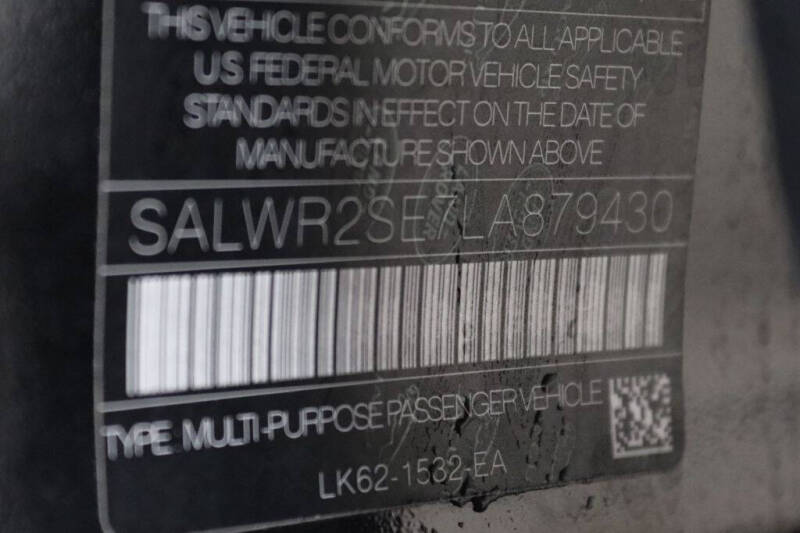 THIS VEHICLE CONFORMS TO ALL APPLICABLE
US FEDERAL MOTOR VEHICLE SAFETY
STANDARDS IN EFFECT ON THE DATE OF
MANUFACTURE SHOWN ABOVE
SALWR2SE7LA879430
TYPE MULTI-PURPOSE PASSENGER VEHICLE
LK62-1532-EA